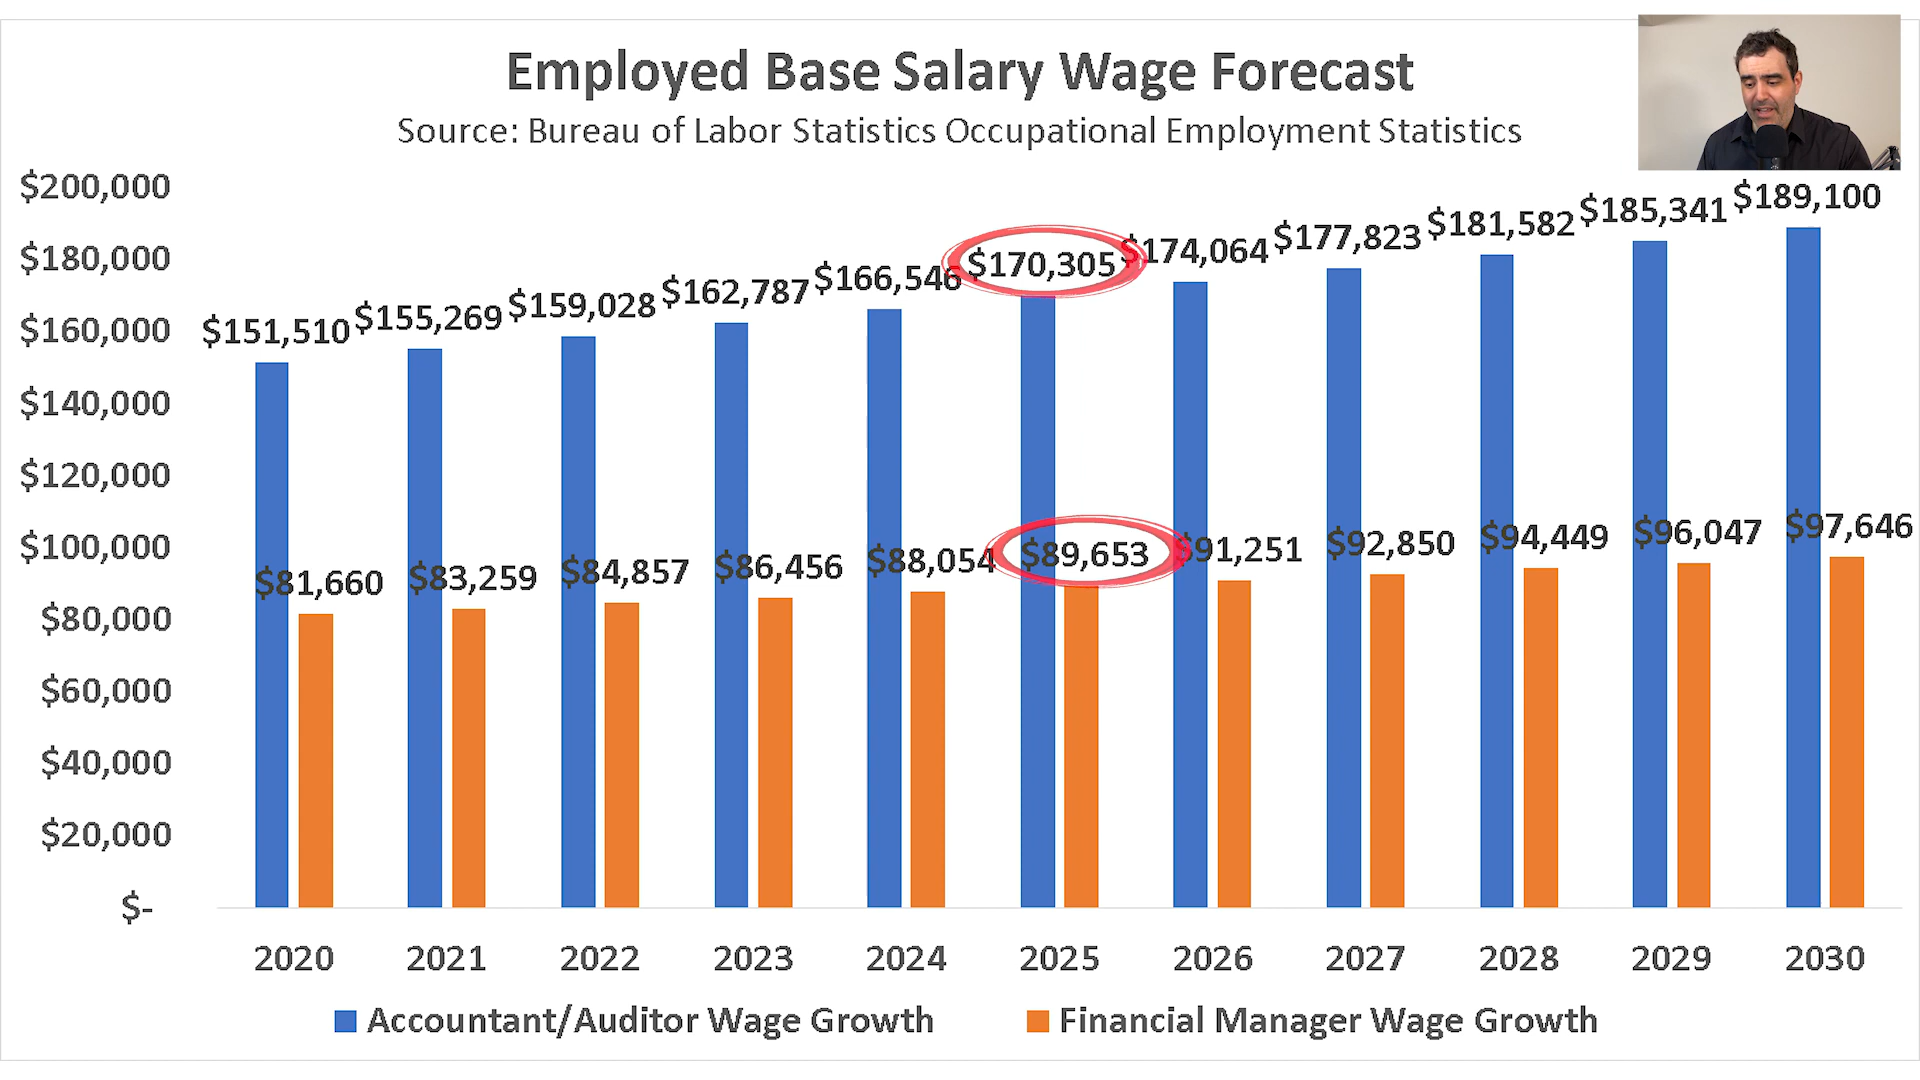 Employed Base Salary Wage Forecast
Source: Bureau of Labor Statistics Occupational Employment Statistics
$200,000
$180,000
$160,000
$140,000
$120,000
$100,000
$80,000
$60,000
$40,000
$20,000
$-
$151,510 $155,269 $159,028 $162,787 $166,546 $170,305 $174,064 $177,823 $181,582 $185,341 $189,100
$81,660 $83,259 $84,857 $86,456 $88,054 $89,653 $91,251 $92,850 $94,449 $96,047 $97,646
2020 2021 2022 2023 2024 2025 2026 2027 2028 2029 2030
Accountant/Auditor Wage Growth Financial Manager Wage Growth